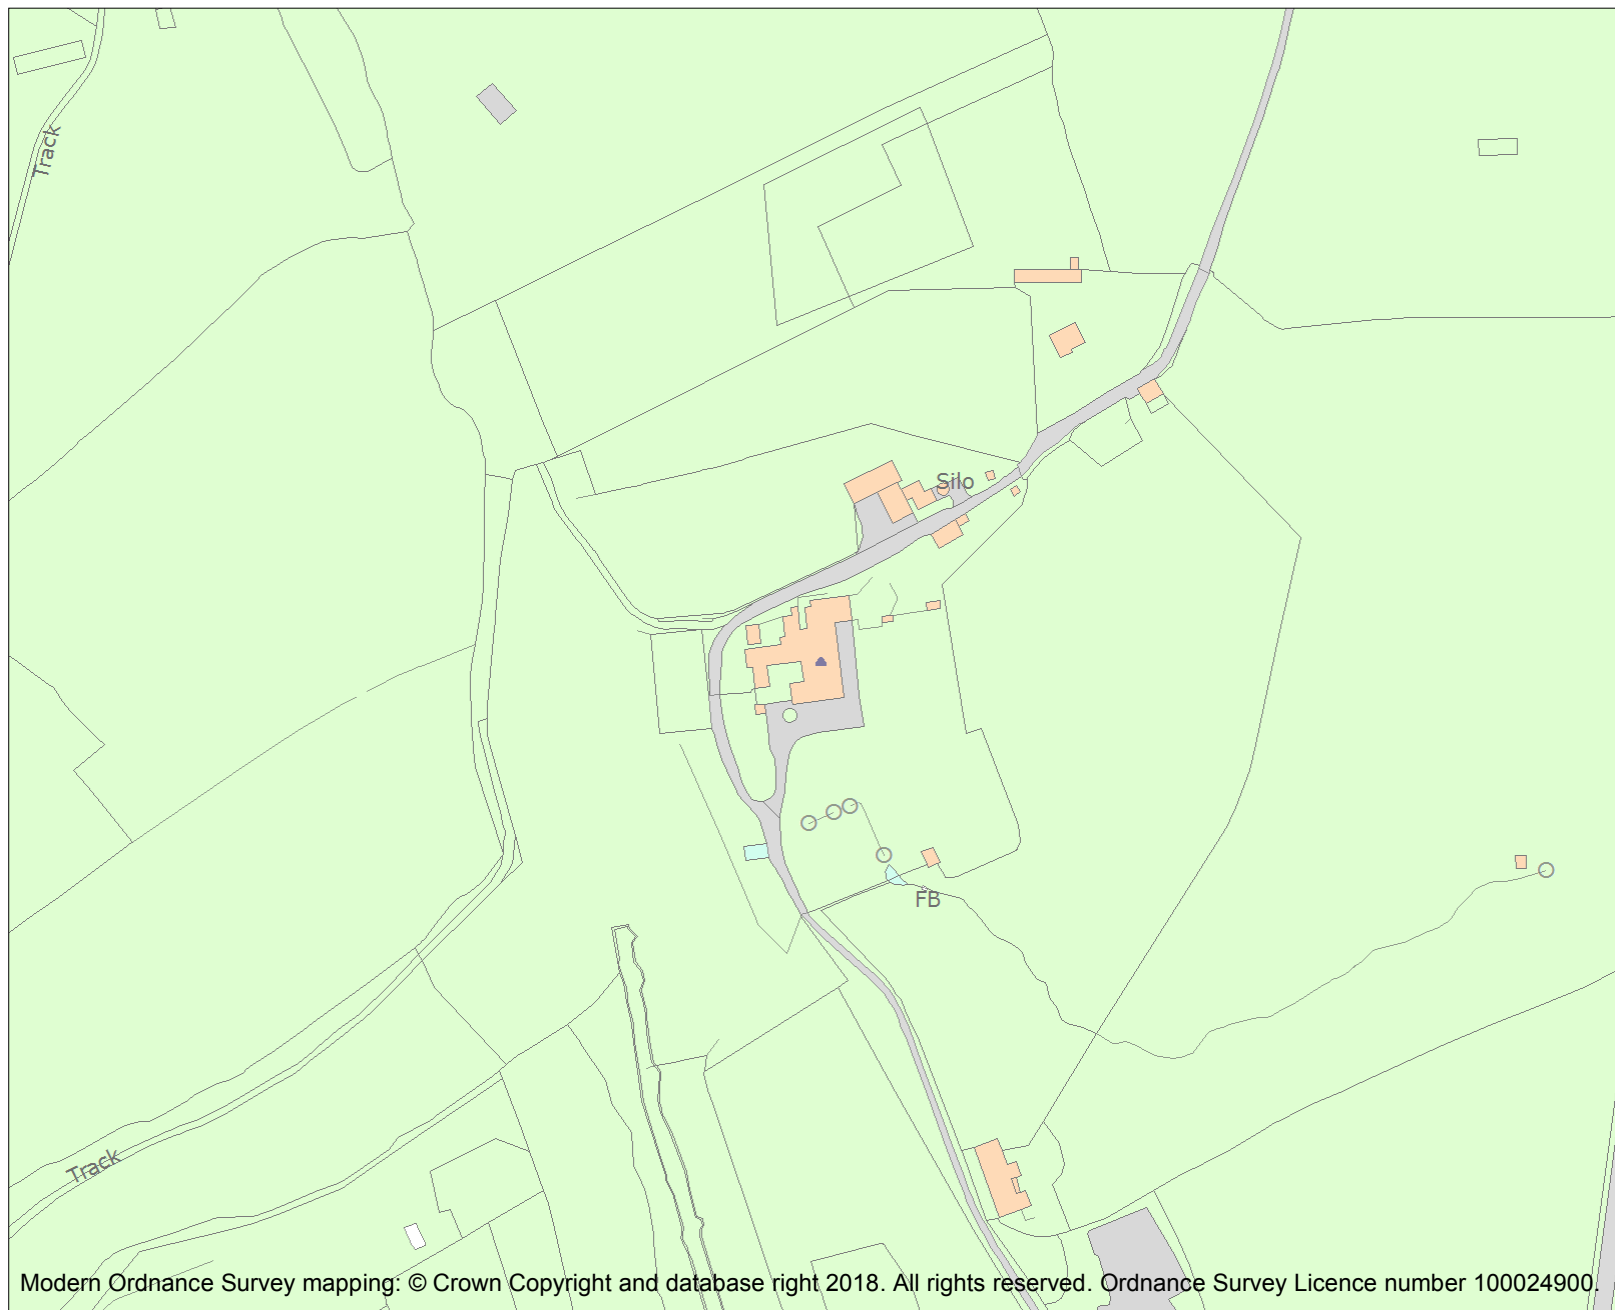 Track
Silo
FB
Track
Modern Ordnance Survey mapping: © Crown Copyright and database right 2018. All rights reserved. Ordnance Survey Licence number 100024900.